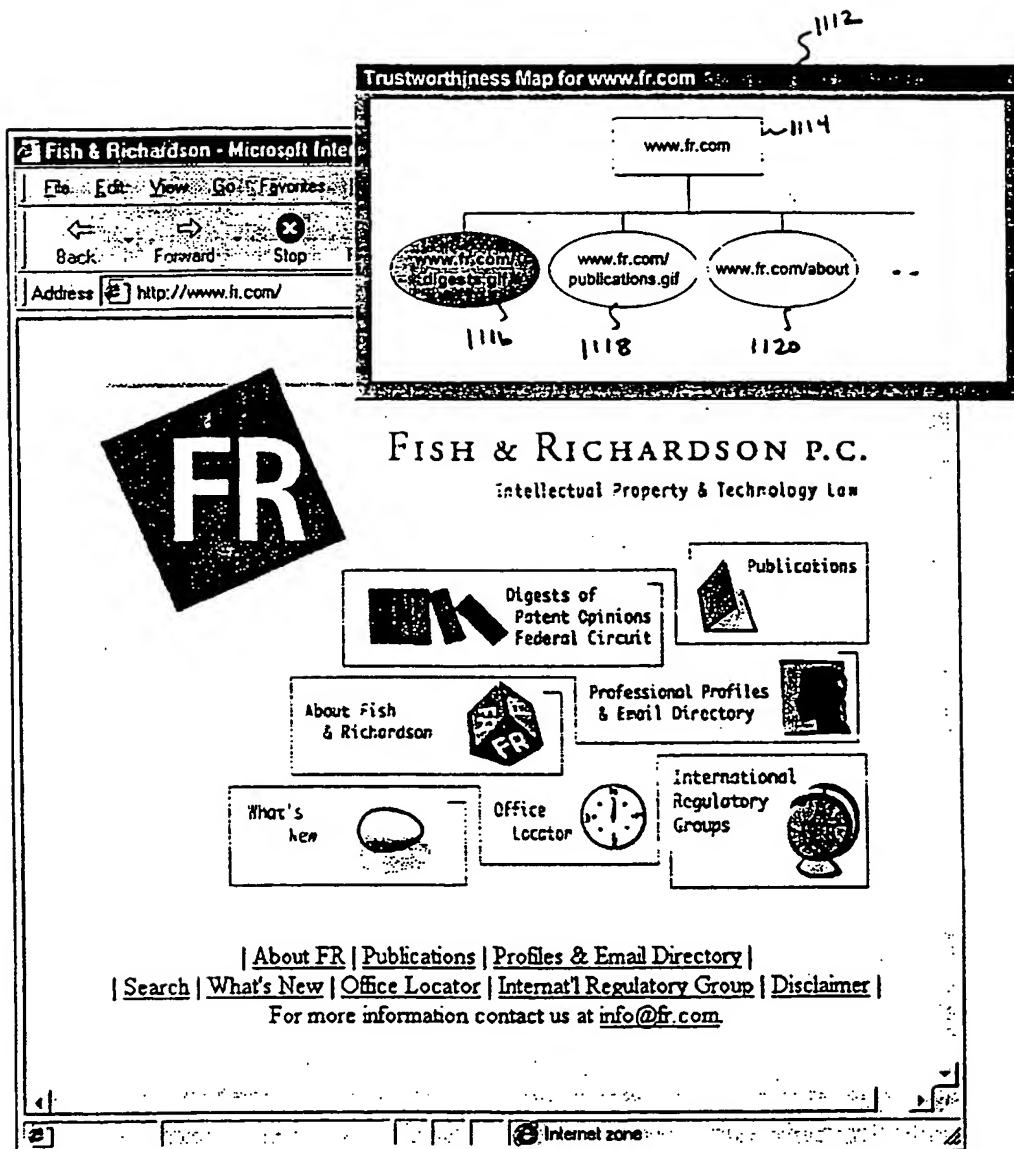 1112
Trustworthiness Map for www.fr.com
www.fr.com
1114
www.fr.com/
digests.gif
www.fr.com/
publications.gif
www.fr.com/about
1116
1118
1120
Fish & Richardson - Microsoft Inte
File Edit View Go Favorites
Back Forward Stop
Address http://www.fr.com/
FR
FISH & RICHARDSON P.C.
Intellectual Property & Technology Law
Publications
Digests of
Patent Opinions
Federal Circuit
Professional Profiles
& Email Directory
About Fish
& Richardson
FR
International
Regulatory
Groups
What's
New
Office
Locator
| About FR | Publications | Profiles & Email Directory |
| Search | What's New | Office Locator | Internat'l Regulatory Group | Disclaimer |
For more information contact us at info@fr.com
Internet zone